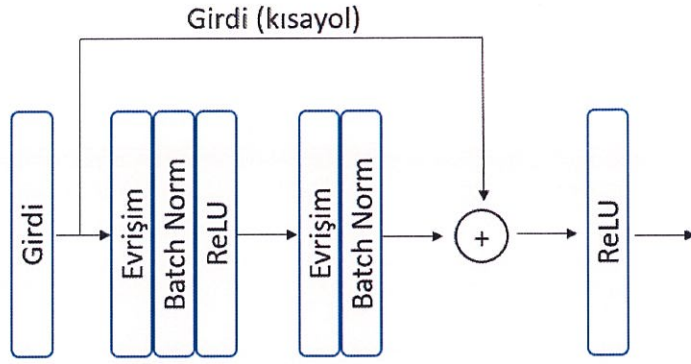 Girdi (kısayol)
Girdi
Evrişim
Batch Norm
ReLU
Evrişim
Batch Norm
+
ReLU